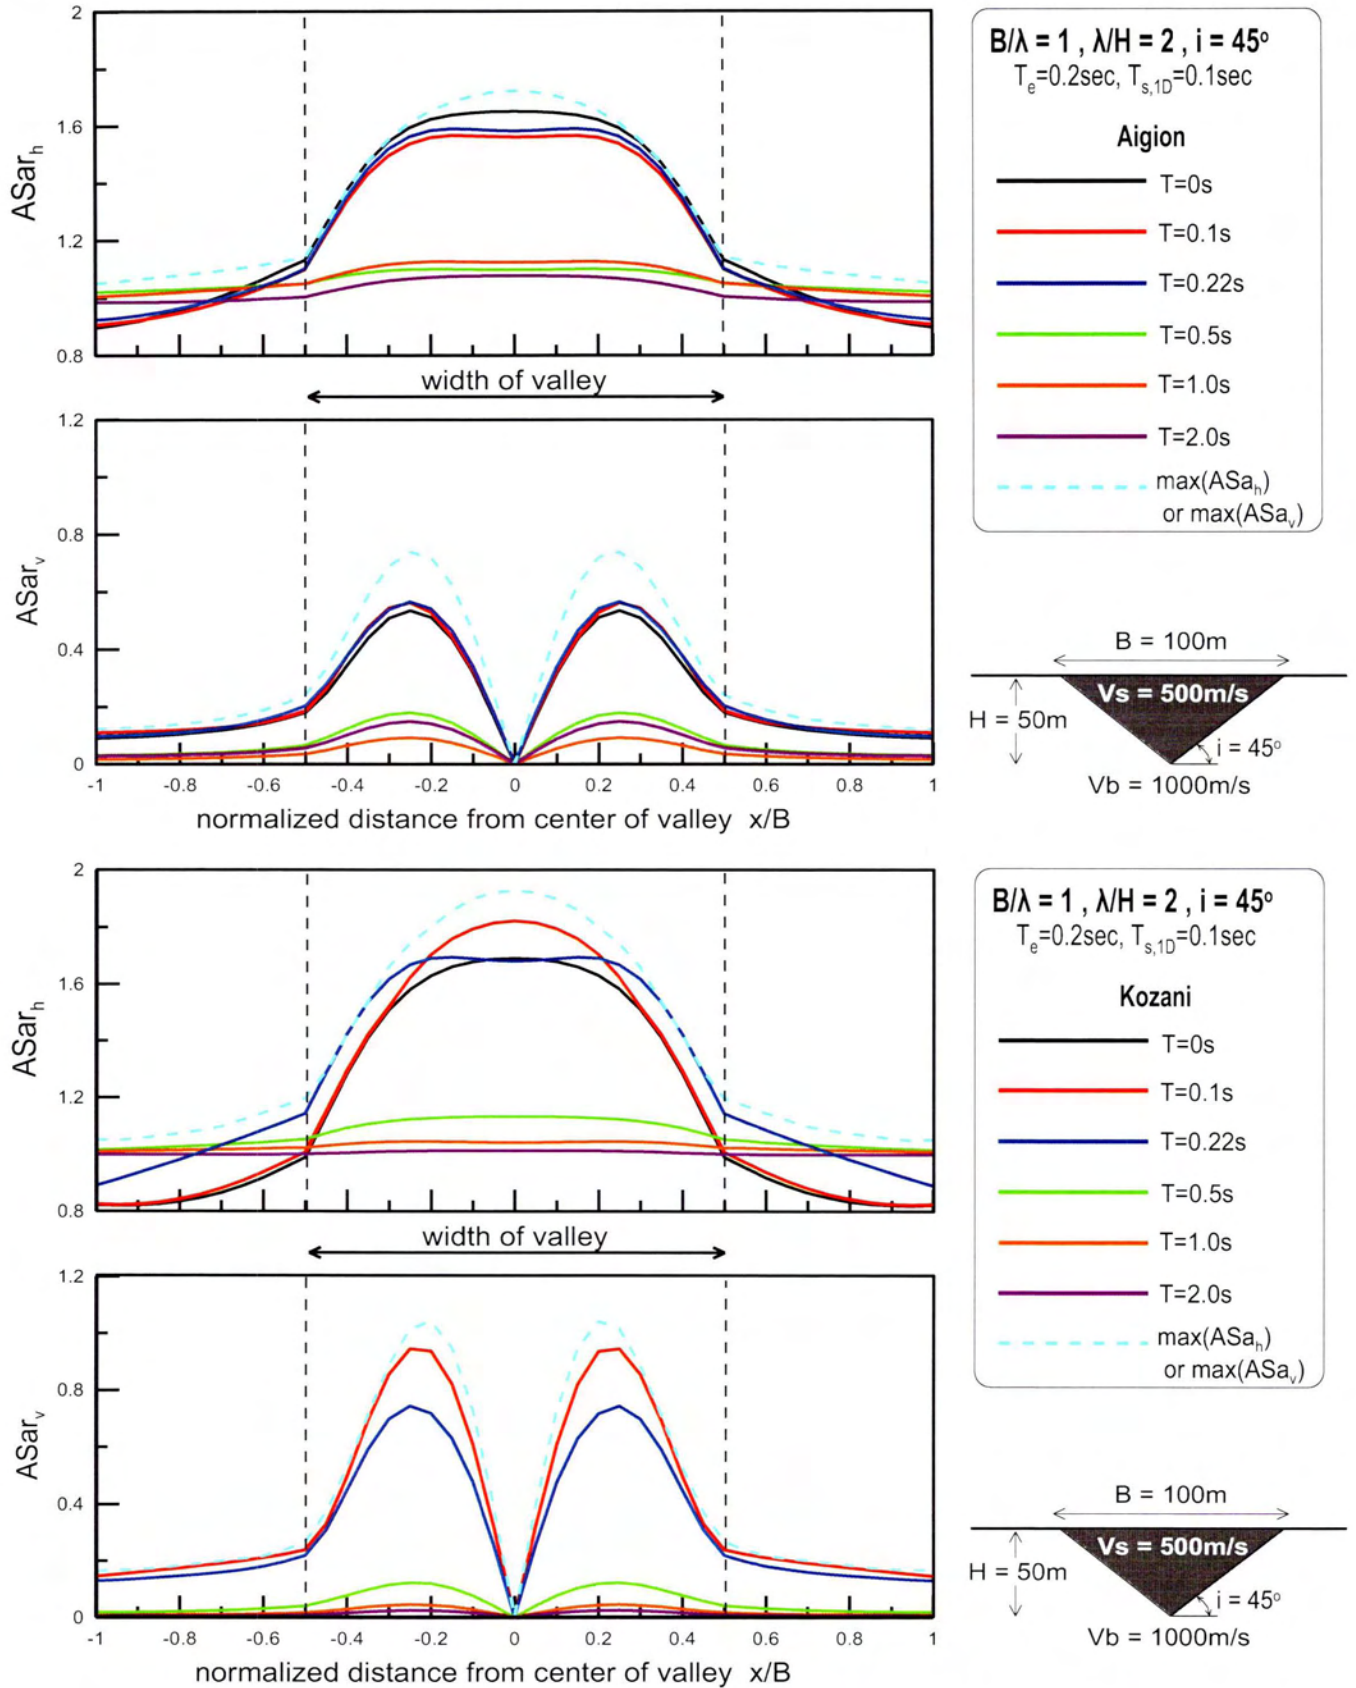 2
1.6
1.2
0.8
ASar_h
width of valley
1.2
0.8
0.4
0
ASar_v
-1 -0.8 -0.6 -0.4 -0.2 0 0.2 0.4 0.6 0.8 1
normalized distance from center of valley x/B
B/λ = 1 , λ/H = 2 , i = 45º
T_e=0.2sec, T_s,1D=0.1sec
Aigion
T=0s
T=0.1s
T=0.22s
T=0.5s
T=1.0s
T=2.0s
max(ASa_h)
or max(ASa_v)
B = 100m
Vs = 500m/s
H = 50m
i = 45º
Vb = 1000m/s
2
1.6
1.2
0.8
ASar_h
width of valley
1.2
0.8
0.4
0
ASar_v
-1 -0.8 -0.6 -0.4 -0.2 0 0.2 0.4 0.6 0.8 1
normalized distance from center of valley x/B
B/λ = 1 , λ/H = 2 , i = 45º
T_e=0.2sec, T_s,1D=0.1sec
Kozani
T=0s
T=0.1s
T=0.22s
T=0.5s
T=1.0s
T=2.0s
max(ASa_h)
or max(ASa_v)
B = 100m
Vs = 500m/s
H = 50m
i = 45º
Vb = 1000m/s